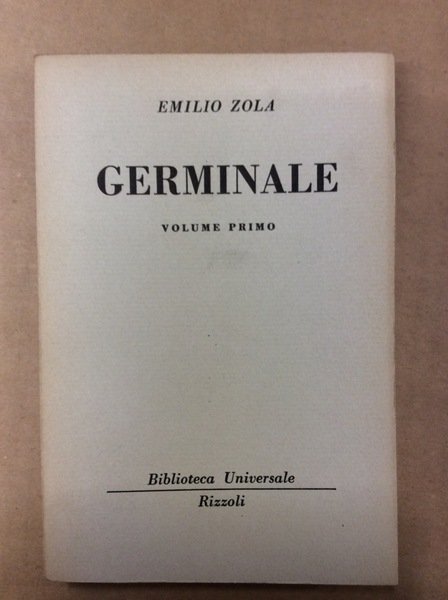 EMILIO ZOLA
GERMINALE
VOLUME PRIMO
Biblioteca Universale
Rizzoli